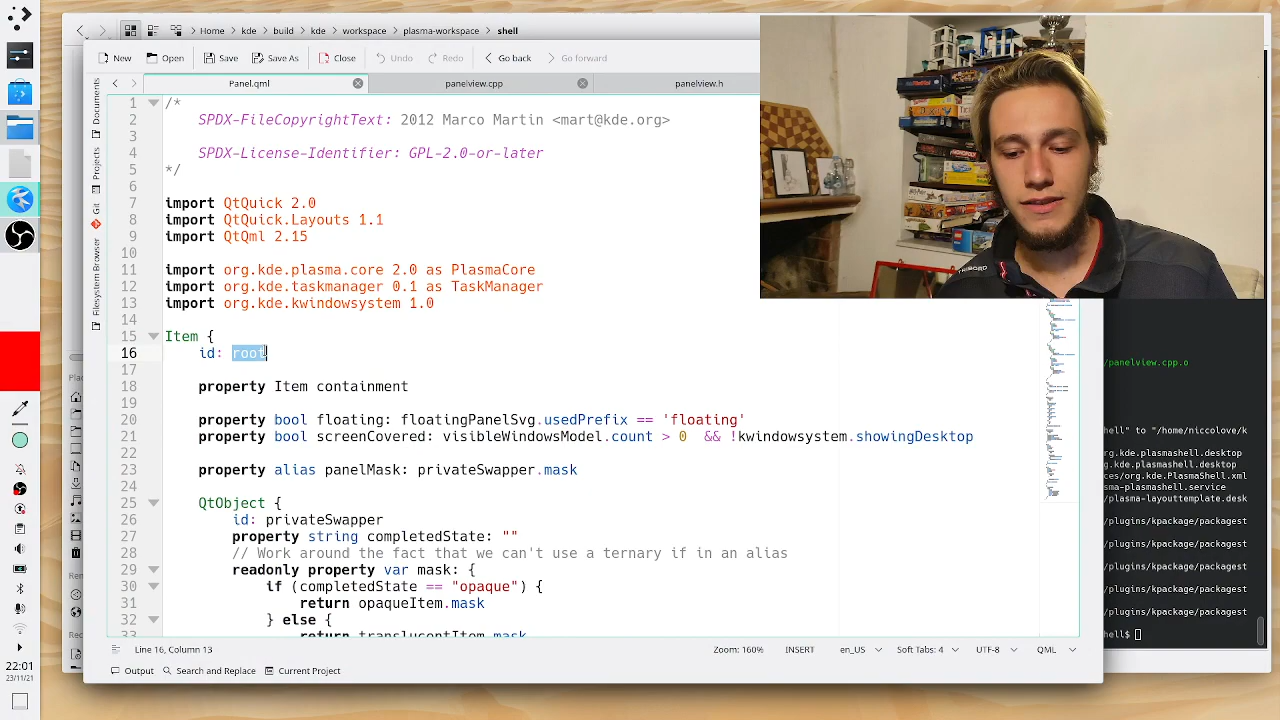 Home > kde > build > kde > workspace > plasma-workspace > shell
New Open Save Save As Close Undo Redo Go back Go forward
panel.qml panelview.cpp panelview.h
Documents
Projects
Git
Filesystem Browser
1 /*
2 SPDX-FileCopyrightText: 2012 Marco Martin <mart@kde.org>
3
4 SPDX-License-Identifier: GPL-2.0-or-later
5 */
6
7 import QtQuick 2.0
8 import QtQuick.Layouts 1.1
9 import QtQml 2.15
10
11 import org.kde.plasma.core 2.0 as PlasmaCore
12 import org.kde.taskmanager 0.1 as TaskManager
13 import org.kde.kwindowsystem 1.0
14
15 Item {
16 id: root
17
18 property Item containment
19
20 property bool floating: floatingPanelSvg.usedPrefix == 'floating'
21 property bool screenCovered: visibleWindowsModel.count > 0 && !kwindowsystem.showingDesktop
22
23 property alias panelMask: privateSwapper.mask
24
25 QtObject {
26 id: privateSwapper
27 property string completedState: ""
28 // Work around the fact that we can't use a ternary if in an alias
29 readonly property var mask: {
30 if (completedState == "opaque") {
31 return opaqueItem.mask
32 } else {
33 return translucentItem.mask
Line 16, Column 13 Zoom: 100% INSERT en_US Soft Tabs: 4 UTF-8 QML
Output Search and Replace Current Project
Pla
Rem
Rec
/panelview.cpp.o
ell" to "/home/niccolove/k
rg.kde.plasmashell.desktop
g.kde.plasmashell.desktop
ces/org.kde.PlasmaShell.xml
sma-plasmashell.service
/plasma-layouttemplate.desk
/plugins/kpackage/packagest
/plugins/kpackage/packagest
/plugins/kpackage/packagest
/plugins/kpackage/packagest
/plugins/kpackage/packagest
hell$
22:01
23/11/21
MONOPOLY
TRIBORD